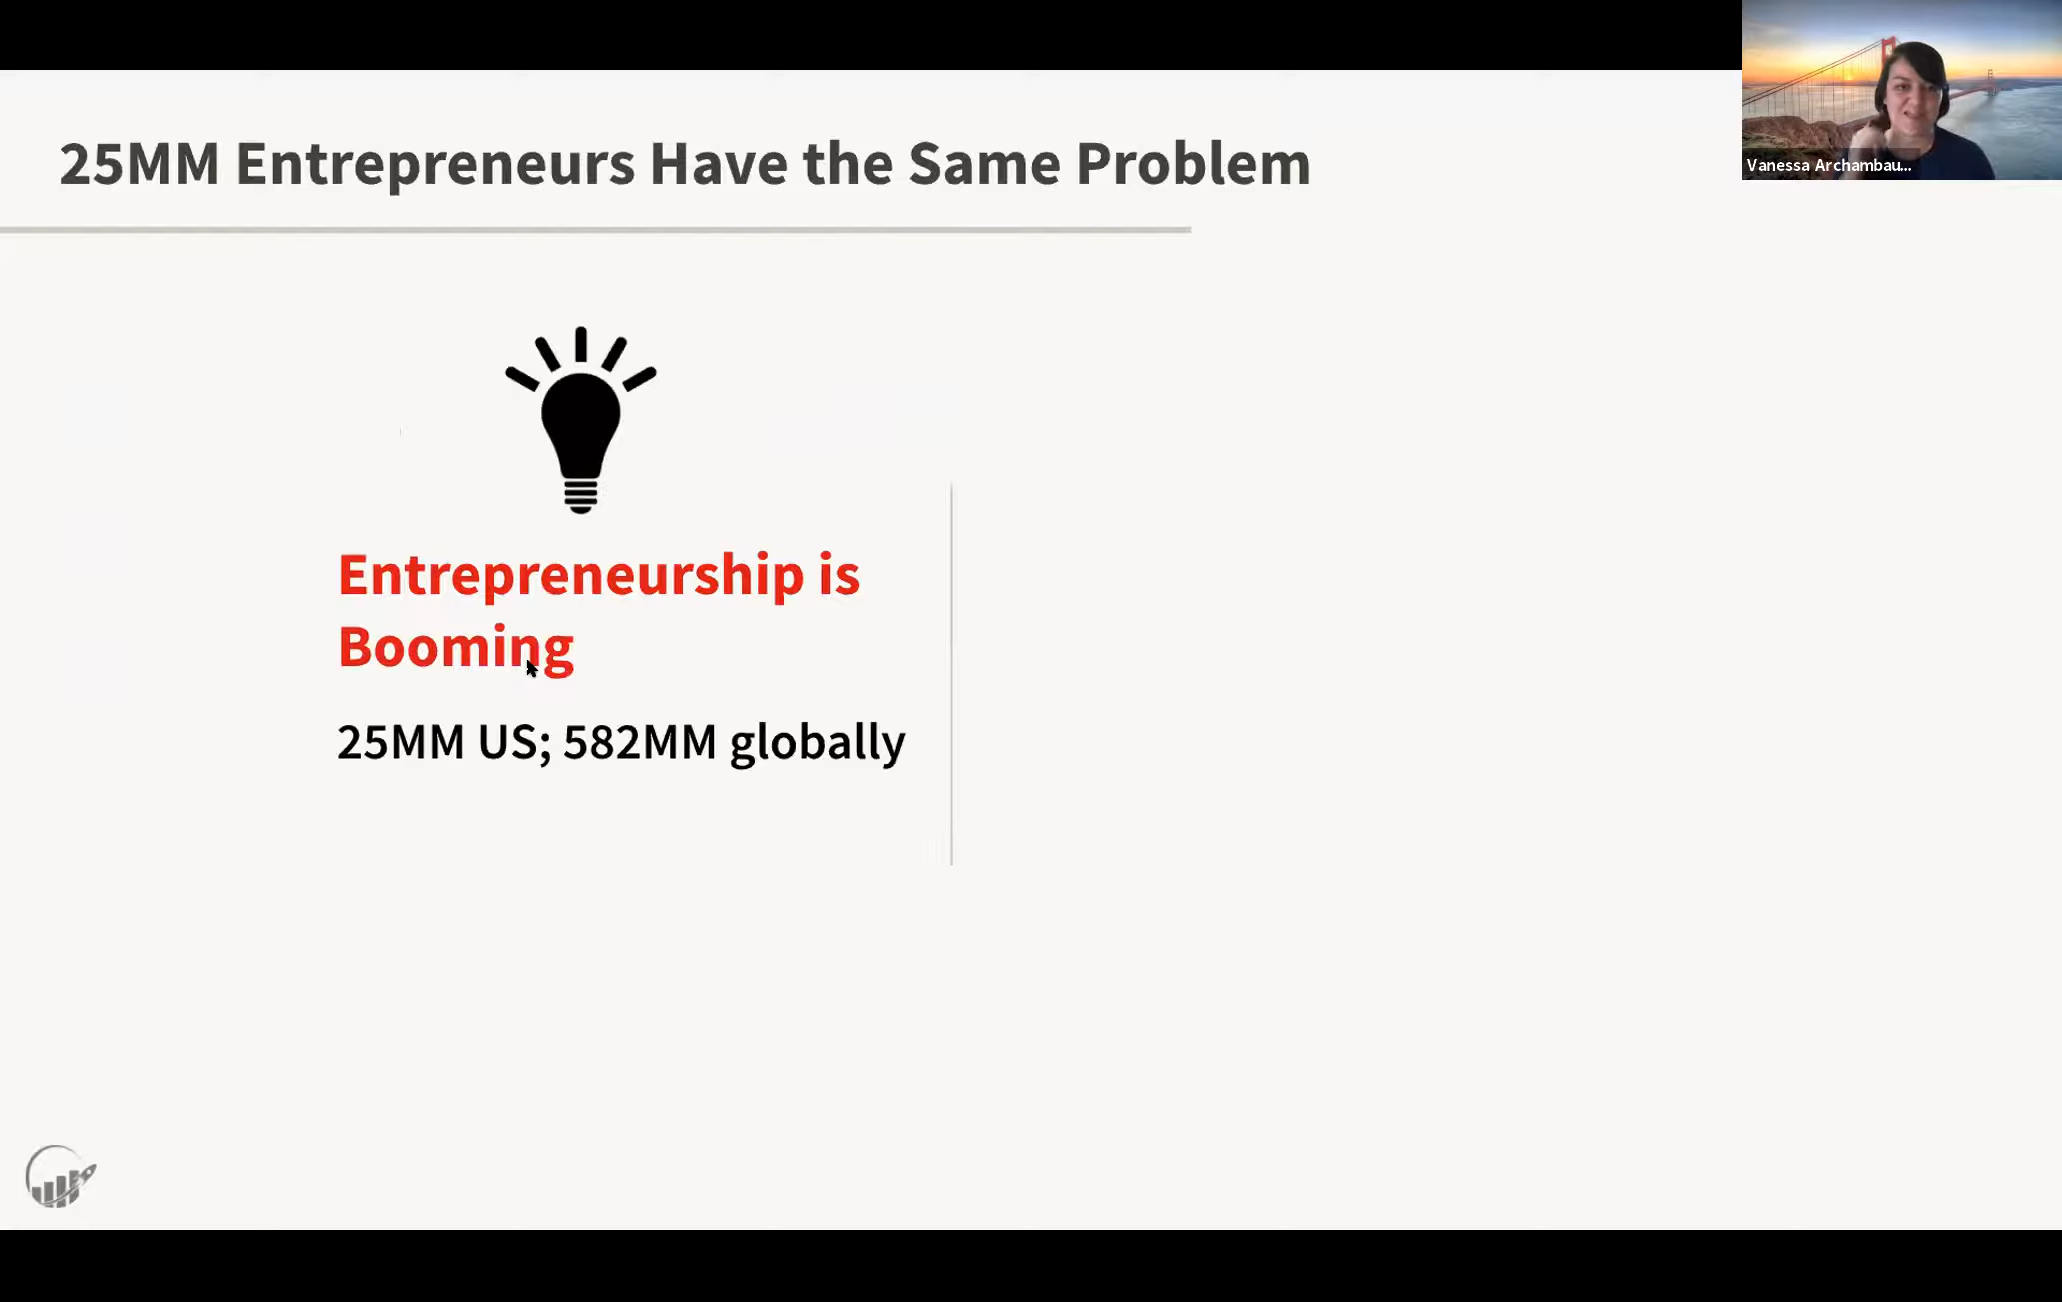 25MM Entrepreneurs Have the Same Problem
Vanessa Archambau...
Entrepreneurship is
Booming
25MM US; 582MM globally